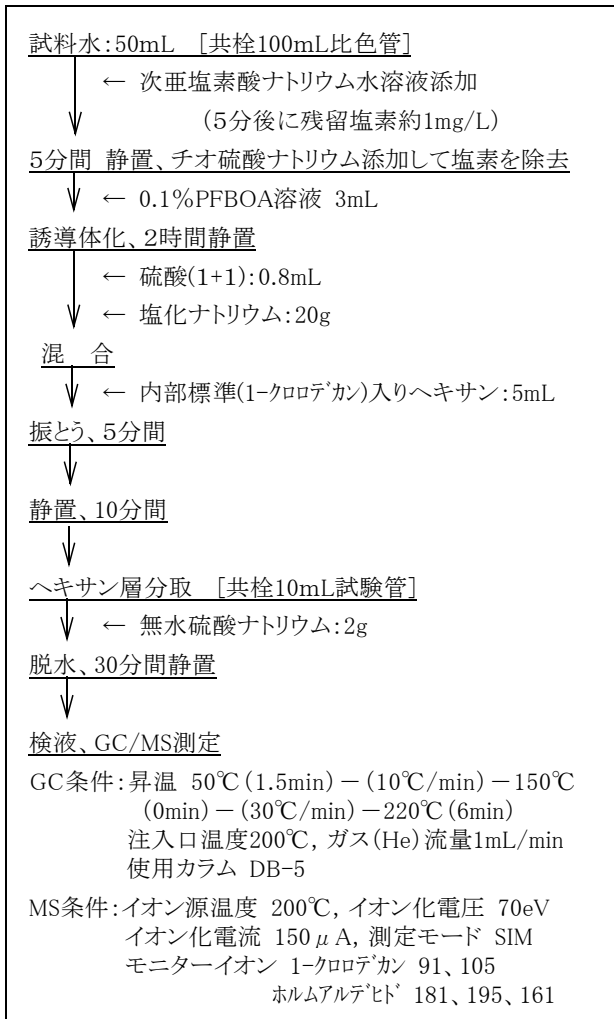 試料水:50mL [共栓100mL比色管]
← 次亜塩素酸ナトリウム水溶液添加
(5分後に残留塩素約1mg/L)
5分間 静置、チオ硫酸ナトリウム添加して塩素を除去
← 0.1%PFBOA溶液 3mL
誘導体化、2時間静置
← 硫酸(1+1):0.8mL
← 塩化ナトリウム:20g
混 合
← 内部標準(1-クロロデカン)入りヘキサン:5mL
振とう、5分間
静置、10分間
ヘキサン層分取 [共栓10mL試験管]
← 無水硫酸ナトリウム:2g
脱水、30分間静置
検液、GC/MS測定
GC条件:昇温 50℃(1.5min)-(10℃/min)-150℃
(0min)-(30℃/min)-220℃(6min)
注入口温度200℃, ガス(He)流量1mL/min
使用カラム DB-5
MS条件:イオン源温度 200℃, イオン化電圧 70eV
イオン化電流 150μA, 測定モード SIM
モニターイオン 1-クロロデカン 91、105
ホルムアルデヒド 181、195、161